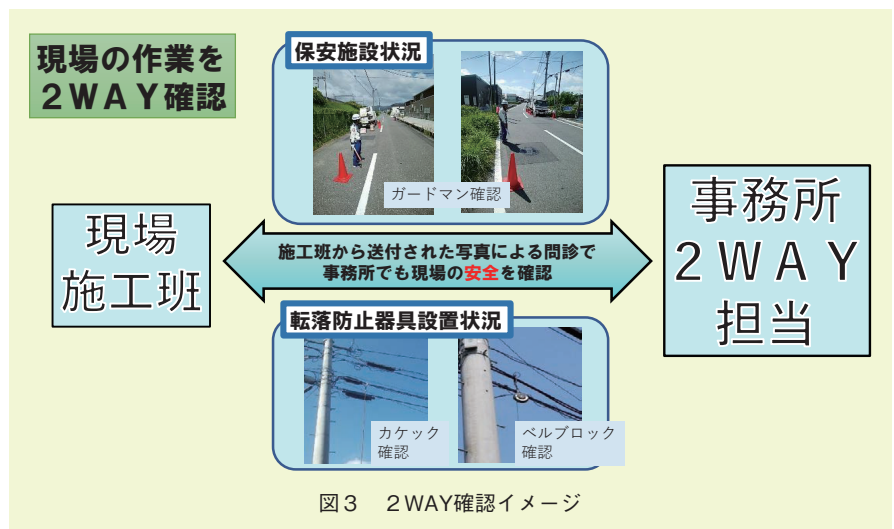 現場の作業を
２ＷＡＹ確認
保安施設状況
ガードマン確認
現場
施工班
施工班から送付された写真による問診で
事務所でも現場の安全を確認
事務所
２ＷＡＹ
担当
転落防止器具設置状況
カケック
確認
ベルブロック
確認
図３　２WAY確認イメージ